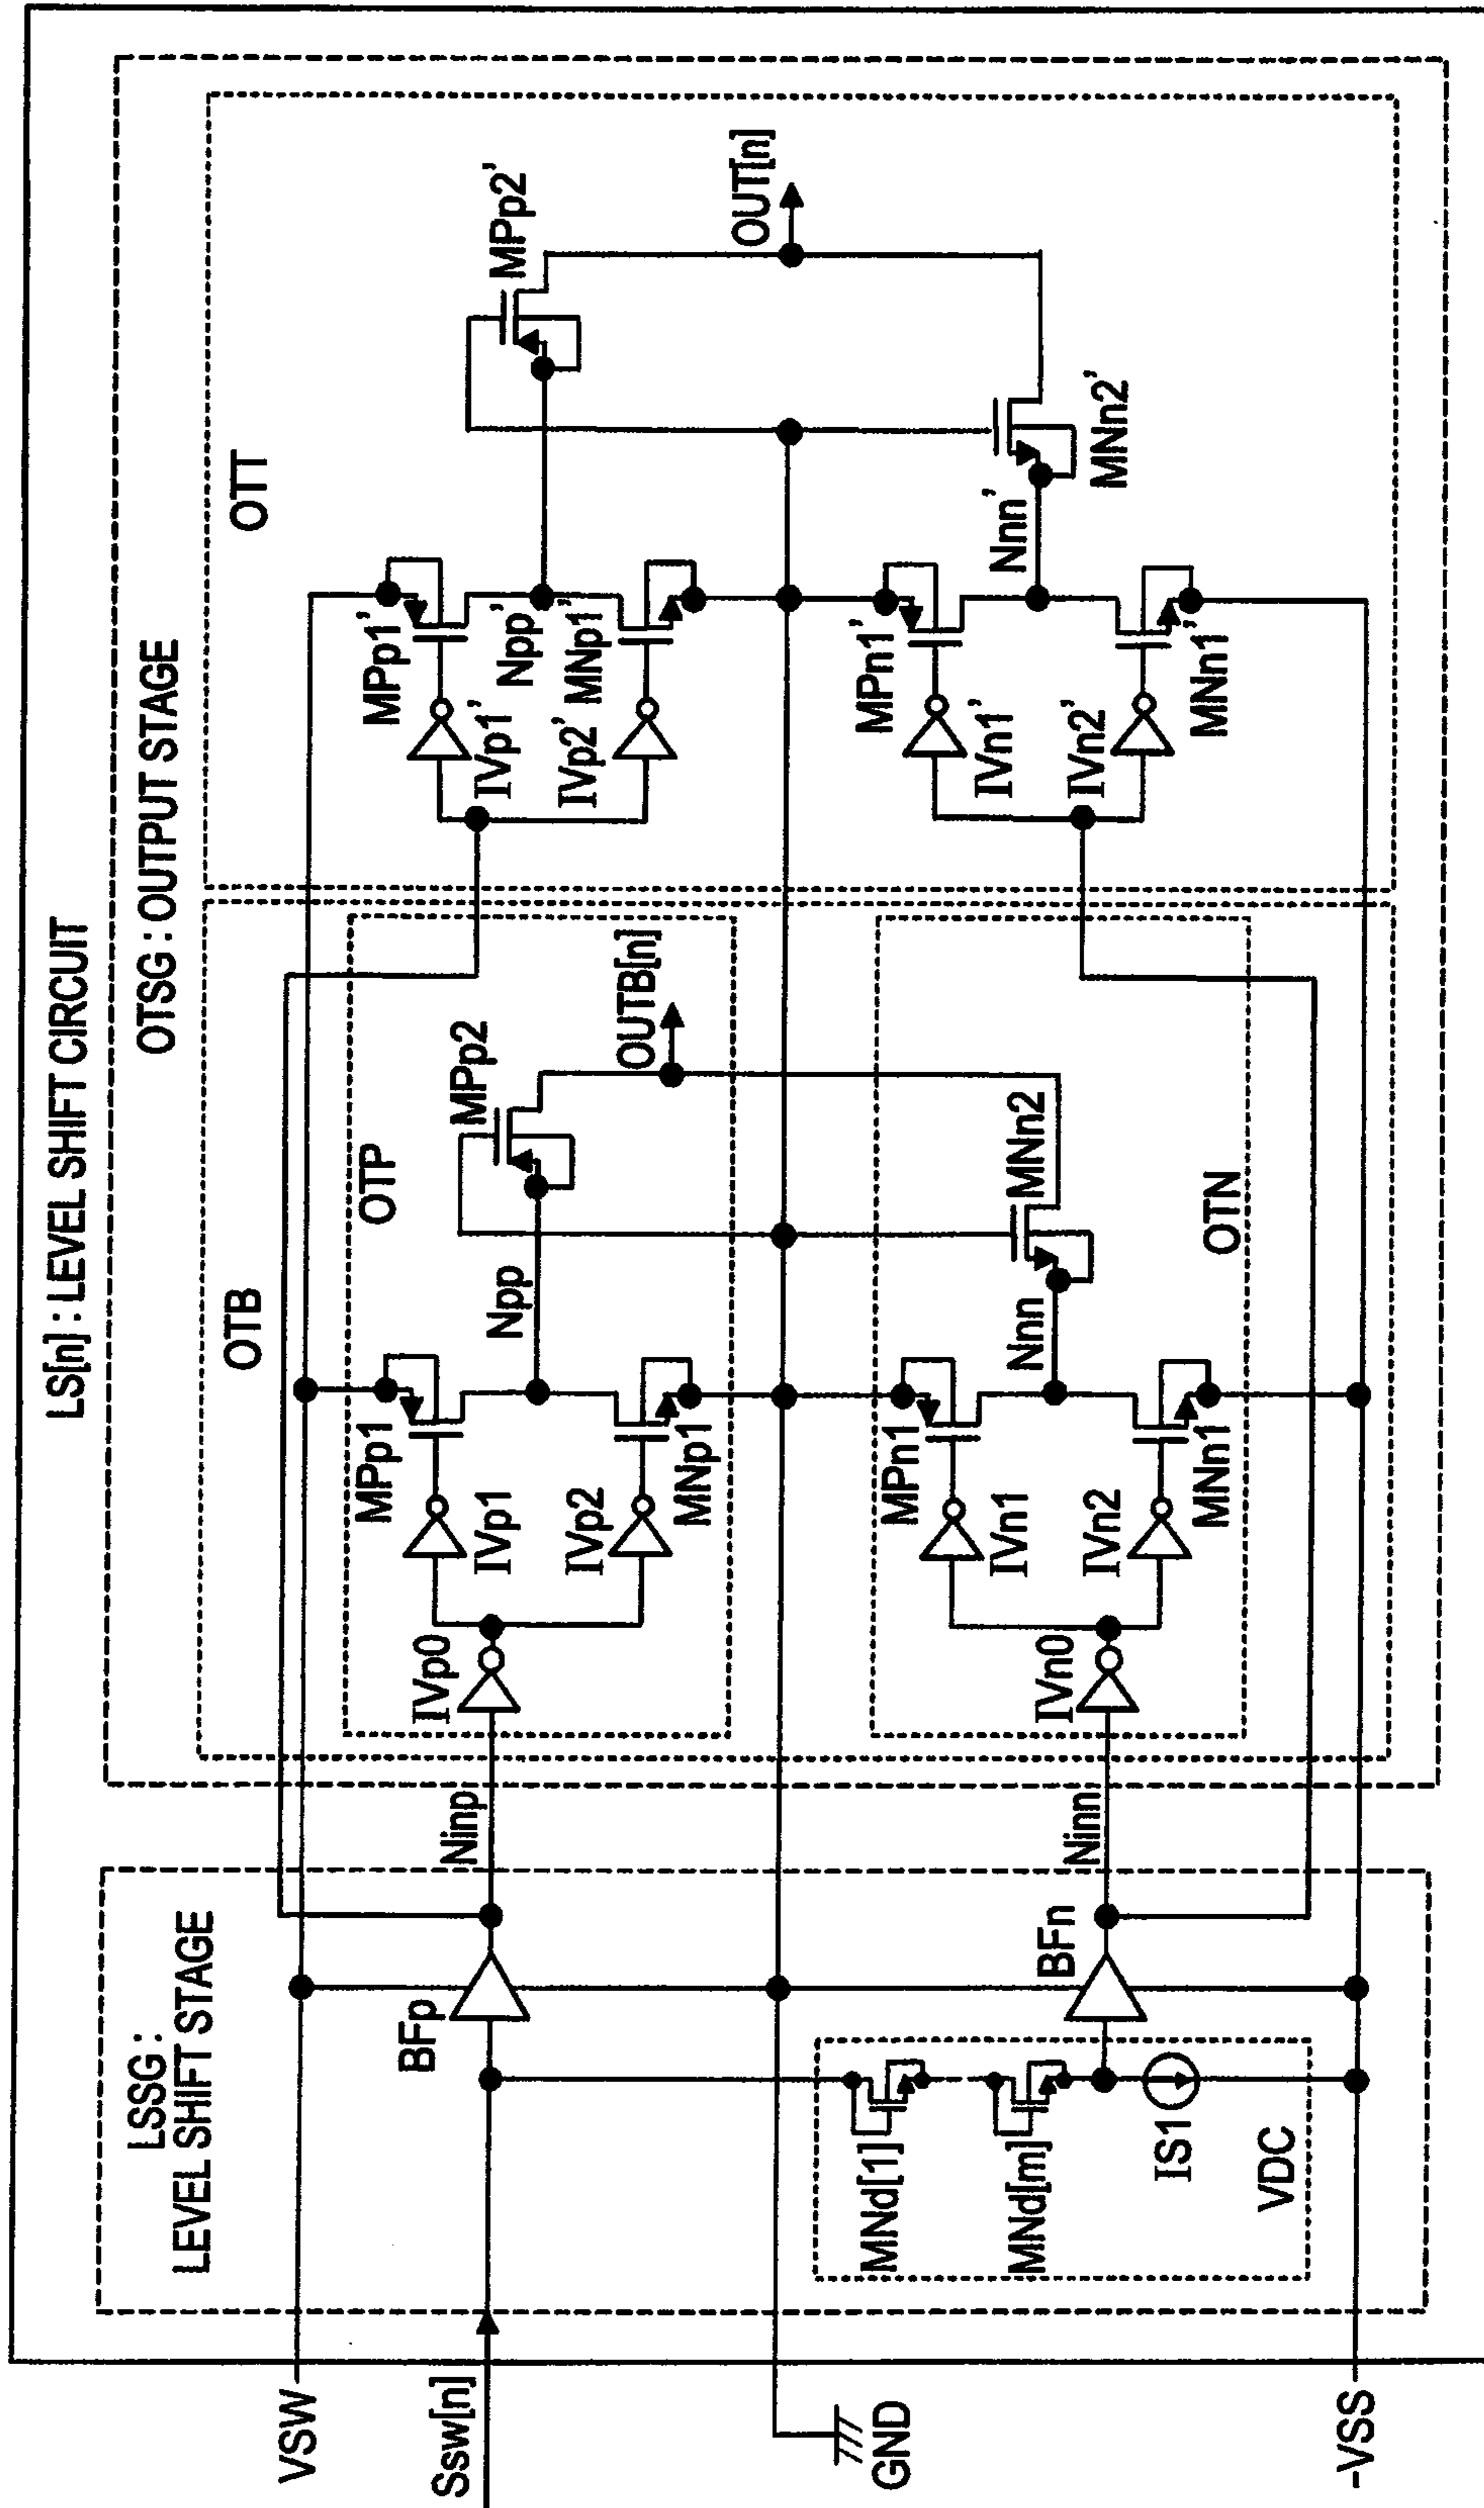 LS[n] : LEVEL SHIFT CIRCUIT
LSSG :
LEVEL SHIFT STAGE
OTSG : OUTPUT STAGE
OTB
OTT
VSW
Ssw[n]
GND
-VSS
BFp
Ninp
BFn
Ninn
MNd[1]
MNd[m]
IS1
VDC
OTP
IVp0
IVp1
IVp2
MPp1
MNp1
Npp
MPp2
OUTB[n]
OTN
IVn0
IVn1
IVn2
MPn1
MNn1
Nnn
MNn2
IVp1'
IVp2'
MPp1'
MNp1'
Npp'
MPp2'
OUT[n]
IVn1'
IVn2'
MPn1'
MNn1'
Nnn'
MNn2'